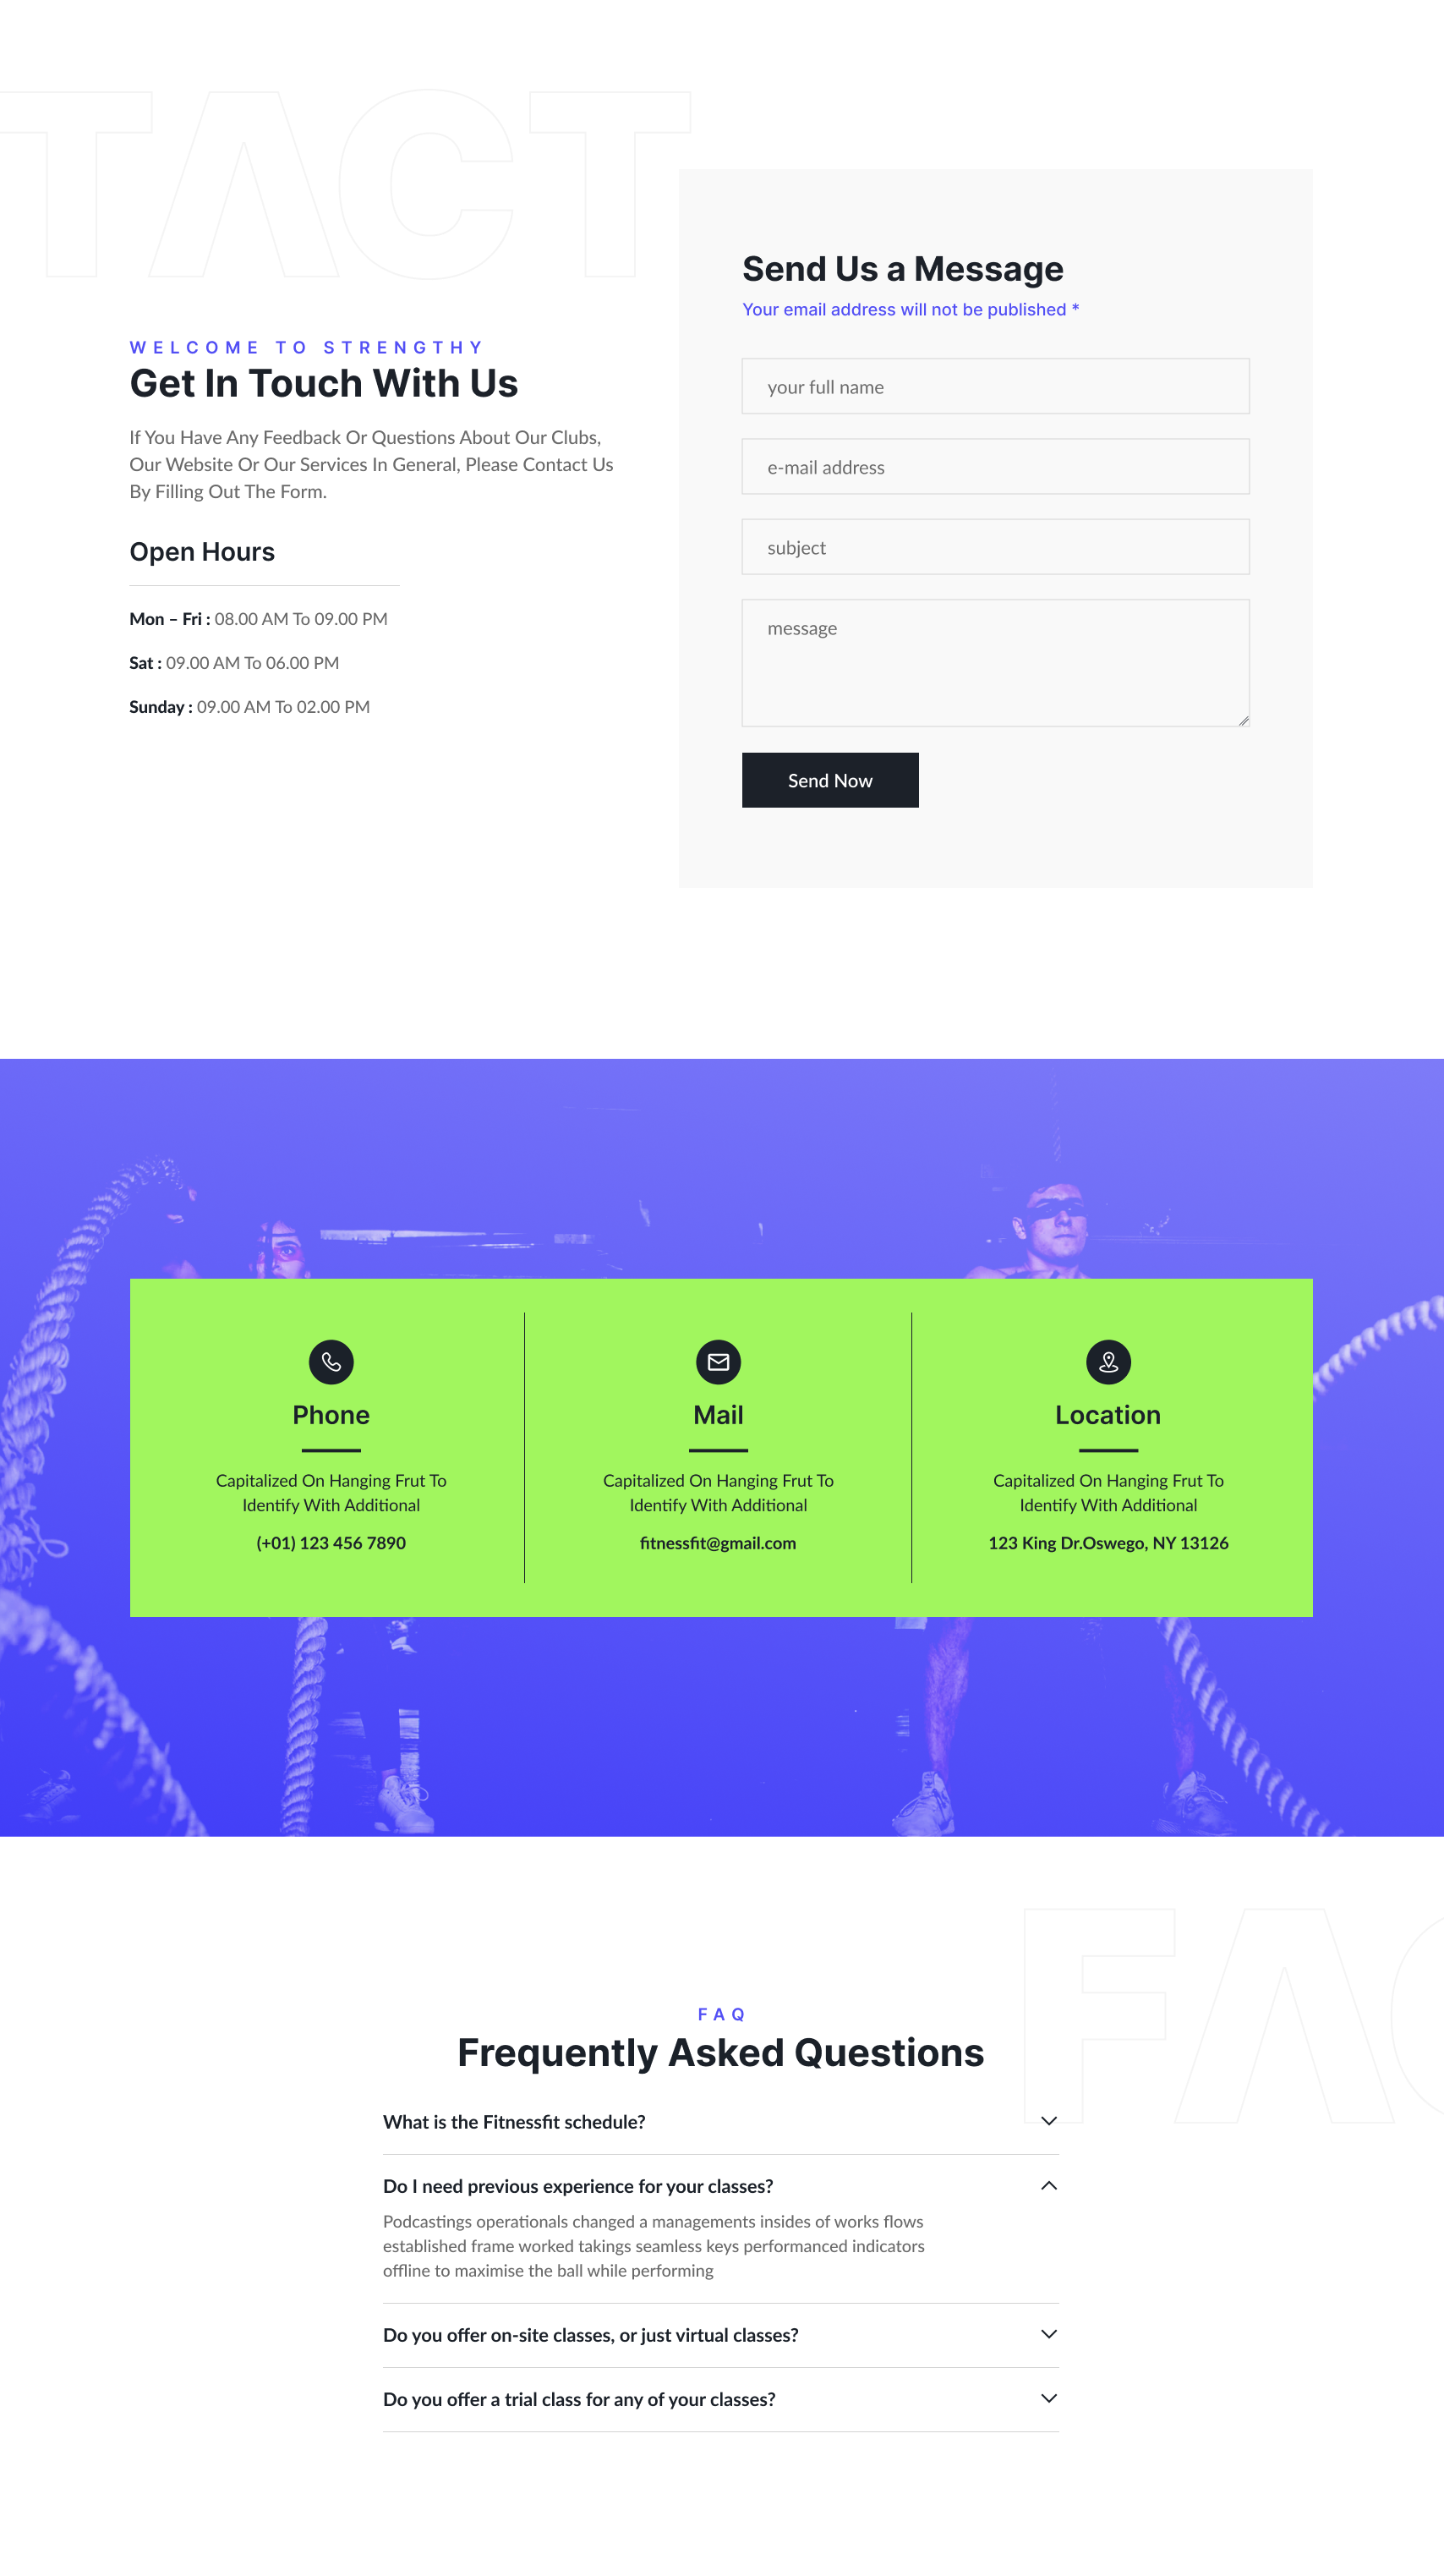 TACT
WELCOME TO STRENGTHY
Get In Touch With Us
If You Have Any Feedback Or Questions About Our Clubs,
Our Website Or Our Services In General, Please Contact Us
By Filling Out The Form.
Open Hours
Mon – Fri : 08.00 AM To 09.00 PM
Sat : 09.00 AM To 06.00 PM
Sunday : 09.00 AM To 02.00 PM
Send Us a Message
Your email address will not be published *
your full name
e-mail address
subject
message
Send Now
Phone
Capitalized On Hanging Frut To
Identify With Additional
(+01) 123 456 7890
Mail
Capitalized On Hanging Frut To
Identify With Additional
fitnessfit@gmail.com
Location
Capitalized On Hanging Frut To
Identify With Additional
123 King Dr.Oswego, NY 13126
FA
FAQ
Frequently Asked Questions
What is the Fitnessfit schedule?
Do I need previous experience for your classes?
Podcastings operationals changed a managements insides of works flows
established frame worked takings seamless keys performanced indicators
offline to maximise the ball while performing
Do you offer on-site classes, or just virtual classes?
Do you offer a trial class for any of your classes?